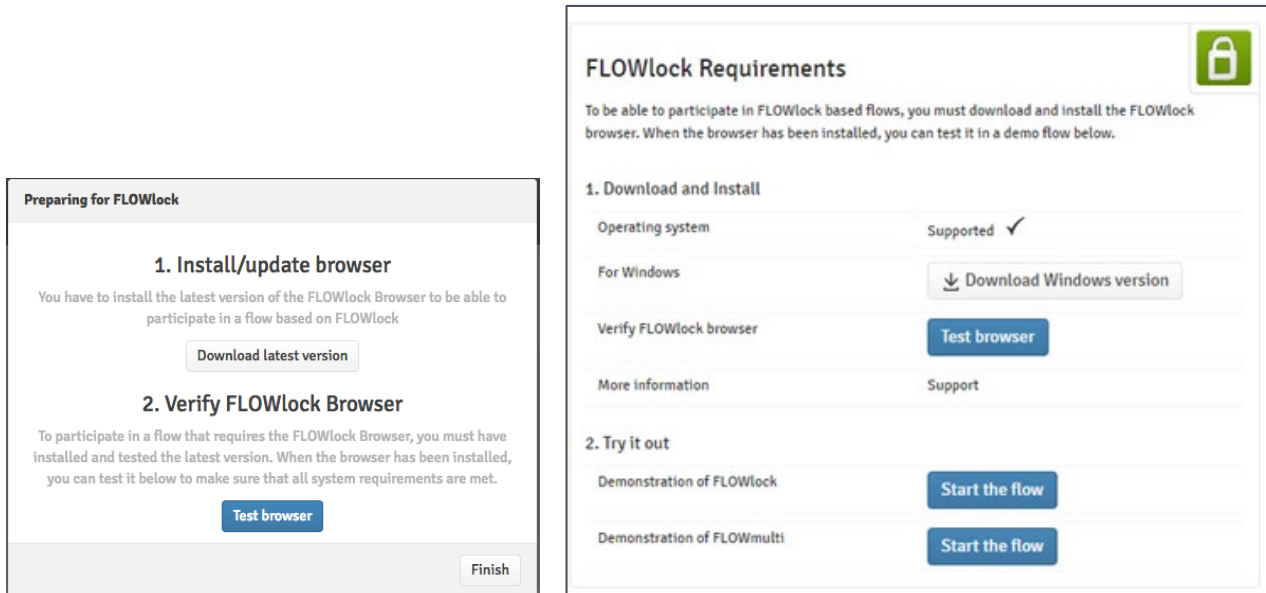 Preparing for FLOWlock
1. Install/update browser
You have to install the latest version of the FLOWlock Browser to be able to
participate in a flow based on FLOWlock
Download latest version
2. Verify FLOWlock Browser
To participate in a flow that requires the FLOWlock Browser, you must have
installed and tested the latest version. When the browser has been installed,
you can test it below to make sure that all system requirements are met.
Test browser
Finish
FLOWlock Requirements
To be able to participate in FLOWlock based flows, you must download and install the FLOWlock
browser. When the browser has been installed, you can test it in a demo flow below.
1. Download and Install
Operating system Supported
For Windows Download Windows version
Verify FLOWlock browser Test browser
More information Support
2. Try it out
Demonstration of FLOWlock Start the flow
Demonstration of FLOWmulti Start the flow